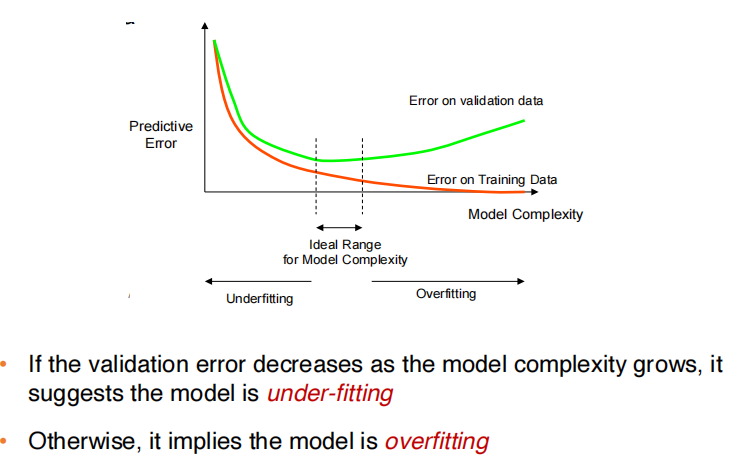 Error on validation data
Predictive
Error
Error on Training Data
Model Complexity
Ideal Range
for Model Complexity
Underfitting
Overfitting
• If the validation error decreases as the model complexity grows, it
suggests the model is under-fitting
• Otherwise, it implies the model is overfitting